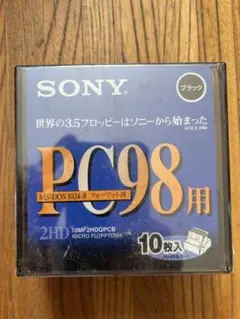 SONY
ブラック
世界の3.5フロッピーはソニーから始まった
SINCE 1980
PC98用
MS-DOS 1024-8 フォーマット済
2HD
10MF2HDQPCB
MICRO FLOPPYDISK
10枚入